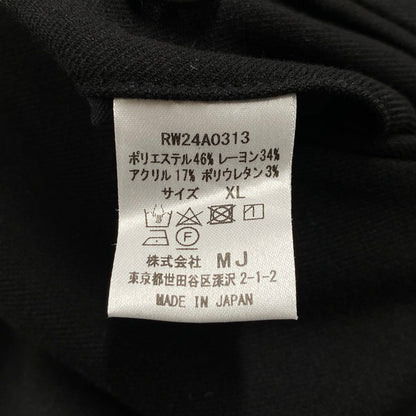 RW24A0313
ポリエステル46% レーヨン34%
アクリル17% ポリウレタン3%
サイズ XL
F
株式会社 MJ
東京都世田谷区深沢2-1-2
MADE IN JAPAN